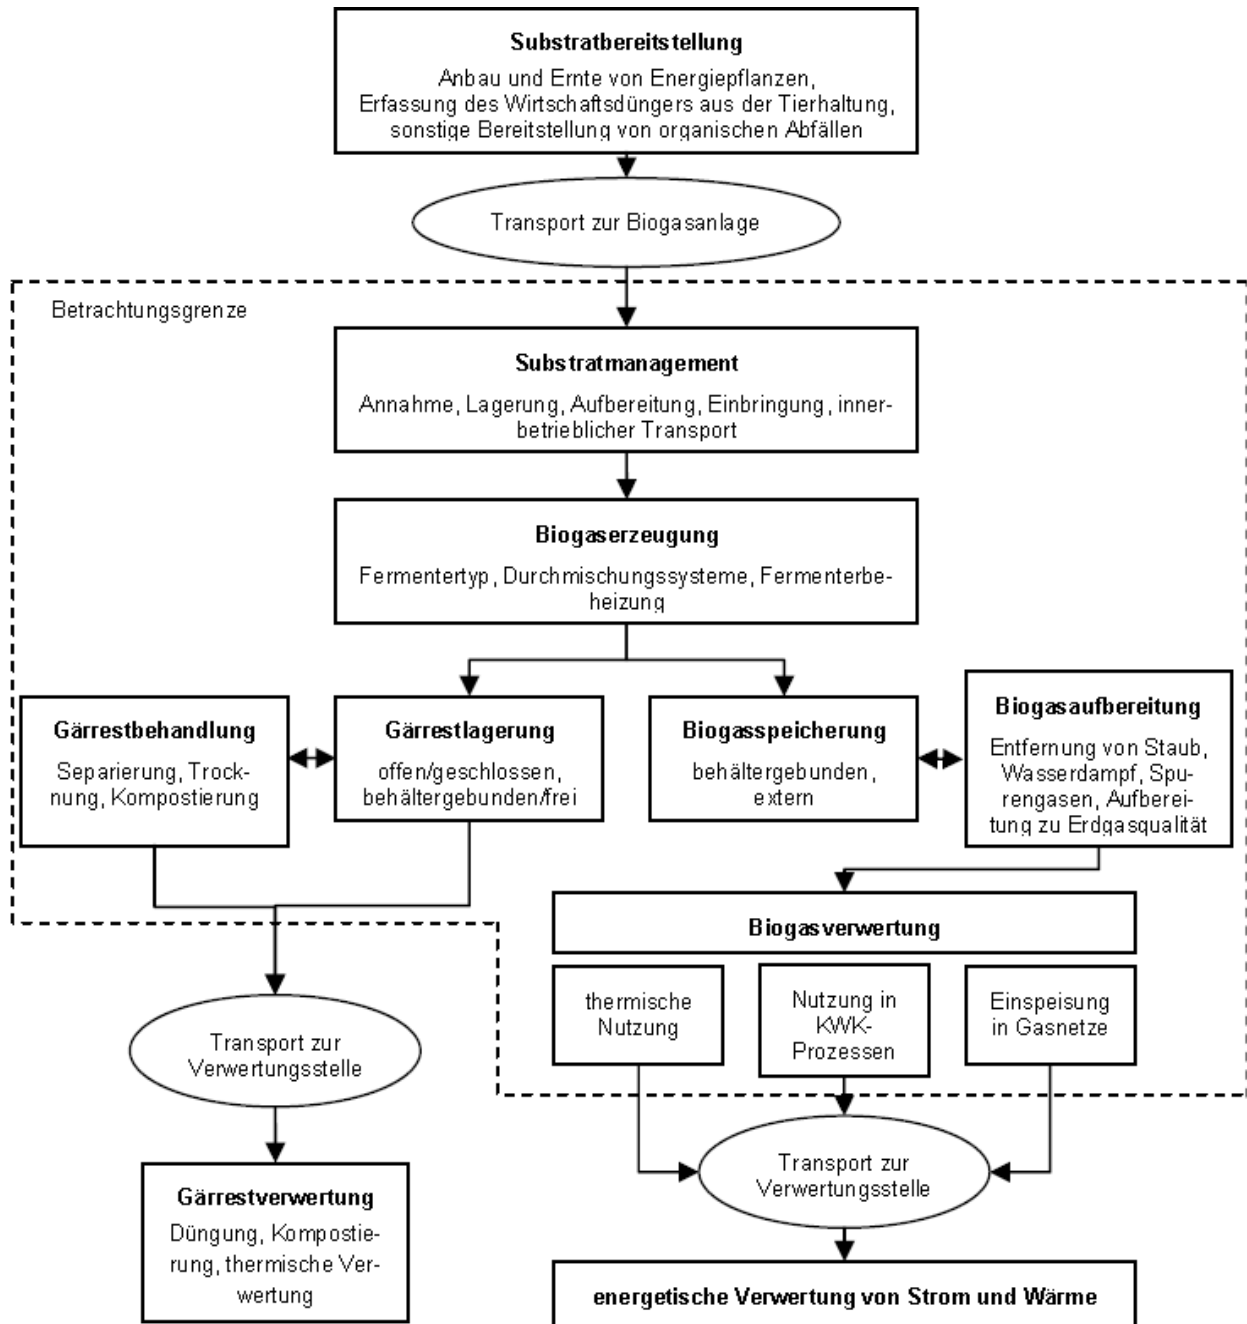 Substratbereitstellung
Anbau und Ernte von Energiepflanzen,
Erfassung des Wirtschaftsdüngers aus der Tierhaltung,
sonstige Bereitstellung von organischen Abfällen
Transport zur Biogasanlage
Betrachtungsgrenze
Substratmanagement
Annahme, Lagerung, Aufbereitung, Einbringung, inner-
betrieblicher Transport
Biogaserzeugung
Fermentertyp, Durchmischungssysteme, Fermenterbe-
heizung
Gärrestbehandlung
Separierung, Trock-
nung, Kompostierung
Gärrestlagerung
offen/geschlossen,
behältergebunden/frei
Biogasspeicherung
behältergebunden,
extern
Biogasaufbereitung
Entfernung von Staub,
Wasserdampf, Spu-
rengasen, Aufberei-
tung zu Erdgasqualität
Biogasverwertung
thermische
Nutzung
Nutzung in
KWK-
Prozessen
Einspeisung
in Gasnetze
Transport zur
Verwertungsstelle
Transport zur
Verwertungsstelle
Gärrestverwertung
Düngung, Kompostie-
rung, thermische Ver-
wertung
energetische Verwertung von Strom und Wärme